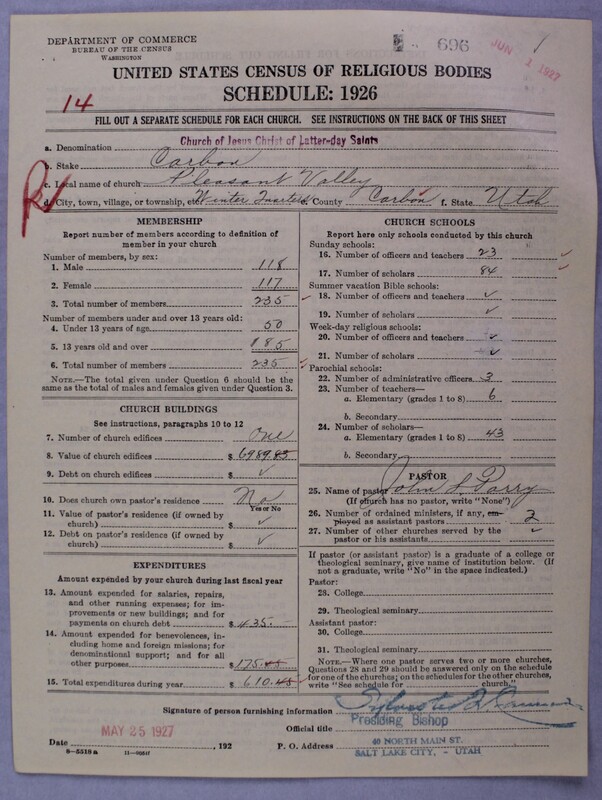 DEPARTMENT OF COMMERCE
BUREAU OF THE CENSUS
WASHINGTON
696
JUN 1 1927
1
UNITED STATES CENSUS OF RELIGIOUS BODIES
SCHEDULE: 1926
14
FILL OUT A SEPARATE SCHEDULE FOR EACH CHURCH. SEE INSTRUCTIONS ON THE BACK OF THIS SHEET
a. Denomination Church of Jesus Christ of Latter-day Saints
b. Stake Carbon
c. Local name of church Pleasant Valley
d. City, town, village, or township, etc. Winter Quarters e. County Carbon f. State Utah
MEMBERSHIP
Report number of members according to definition of
member in your church
Number of members, by sex:
1. Male 118
2. Female 117
3. Total number of members 235
Number of members under and over 13 years old:
4. Under 13 years of age 50
5. 13 years old and over 185
6. Total number of members 235
NOTE.—The total given under Question 6 should be the
same as the total of males and females given under Question 3.
CHURCH BUILDINGS
See instructions, paragraphs 10 to 12
7. Number of church edifices One
8. Value of church edifices $ 6989.85
9. Debt on church edifices $ ✓
10. Does church own pastor's residence No
Yes or No
11. Value of pastor's residence (if owned by
church) $ ✓
12. Debt on pastor's residence (if owned by
church) $ ✓
EXPENDITURES
Amount expended by your church during last fiscal year
13. Amount expended for salaries, repairs,
and other running expenses; for im-
provements or new buildings; and for
payments on church debt $ 435.
14. Amount expended for benevolences, in-
cluding home and foreign missions; for
denominational support; and for all
other purposes $ 175.45
15. Total expenditures during year $ 610.45
CHURCH SCHOOLS
Report here only schools conducted by this church
Sunday schools:
16. Number of officers and teachers 23
17. Number of scholars 84
Summer vacation Bible schools:
18. Number of officers and teachers ✓
19. Number of scholars ✓
Week-day religious schools:
20. Number of officers and teachers ✓
21. Number of scholars ✓
Parochial schools:
22. Number of administrative officers 3
23. Number of teachers—
a. Elementary (grades 1 to 8) 6
b. Secondary
24. Number of scholars—
a. Elementary (grades 1 to 8) 43
b. Secondary
PASTOR
25. Name of pastor John L Parry
(If church has no pastor, write "None")
26. Number of ordained ministers, if any, em-
ployed as assistant pastors 2
27. Number of other churches served by the
pastor or his assistants ✓
If pastor (or assistant pastor) is a graduate of a college or
theological seminary, give name of institution below. (If
not a graduate, write "No" in the space indicated.)
Pastor:
28. College
29. Theological seminary
Assistant pastor:
30. College
31. Theological seminary
NOTE.—Where one pastor serves two or more churches,
Questions 28 and 29 should be answered only on the schedule
for one of the churches; on the schedules for the other churches,
write "See schedule for church."
Signature of person furnishing information Sylvester Q. Cannon
Official title Presiding Bishop
Date MAY 25 1927, 192 P. O. Address 40 NORTH MAIN ST.
SALT LAKE CITY, - UTAH
8—5518a